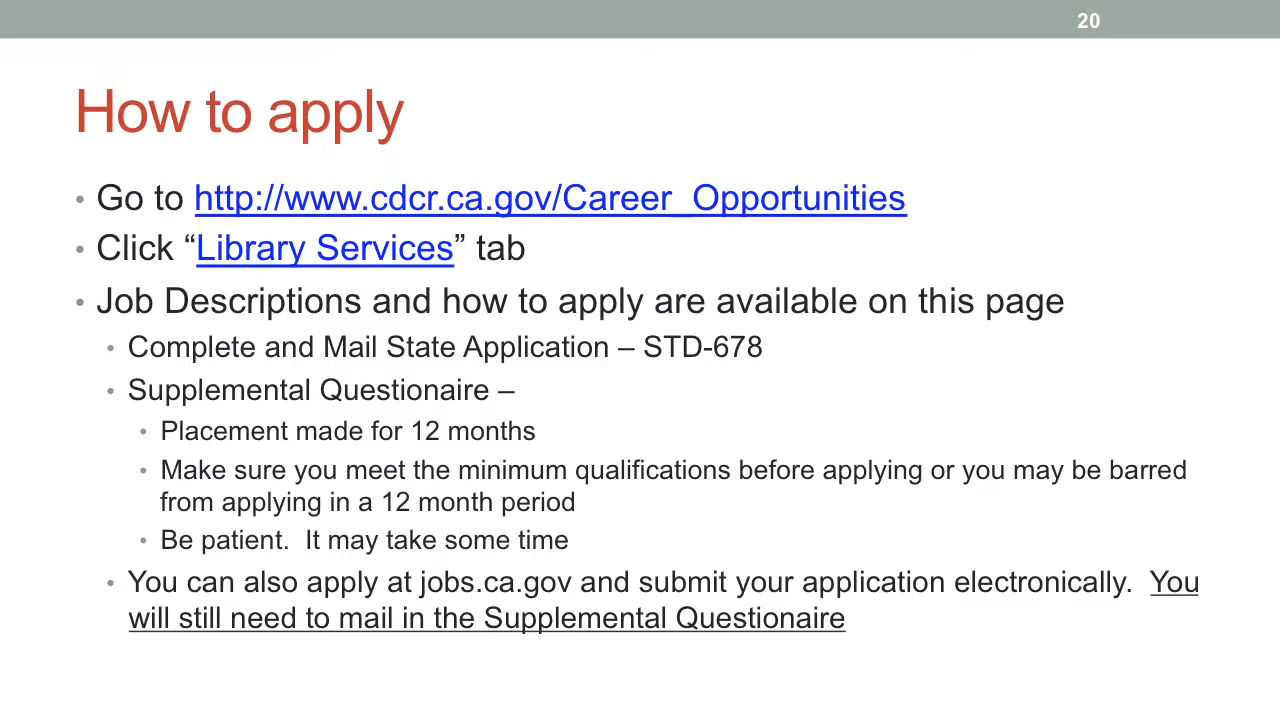 20
How to apply
• Go to http://www.cdcr.ca.gov/Career_Opportunities
• Click “Library Services” tab
• Job Descriptions and how to apply are available on this page
• Complete and Mail State Application – STD-678
• Supplemental Questionaire –
• Placement made for 12 months
• Make sure you meet the minimum qualifications before applying or you may be barred
from applying in a 12 month period
• Be patient.  It may take some time
• You can also apply at jobs.ca.gov and submit your application electronically.  You
will still need to mail in the Supplemental Questionaire